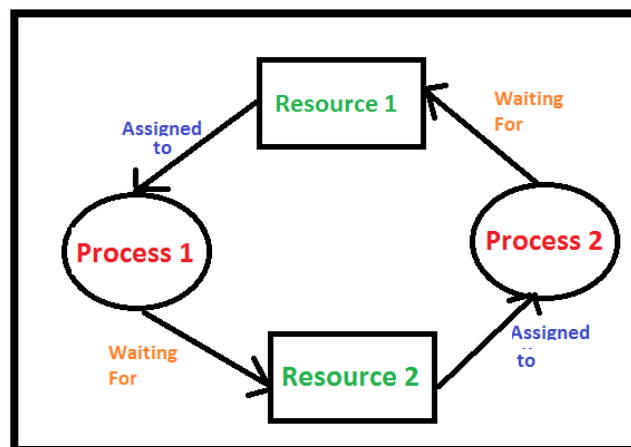 Resource 1
Waiting
For
Assigned
to
Process 1
Process 2
Waiting
For
Resource 2
Assigned
to